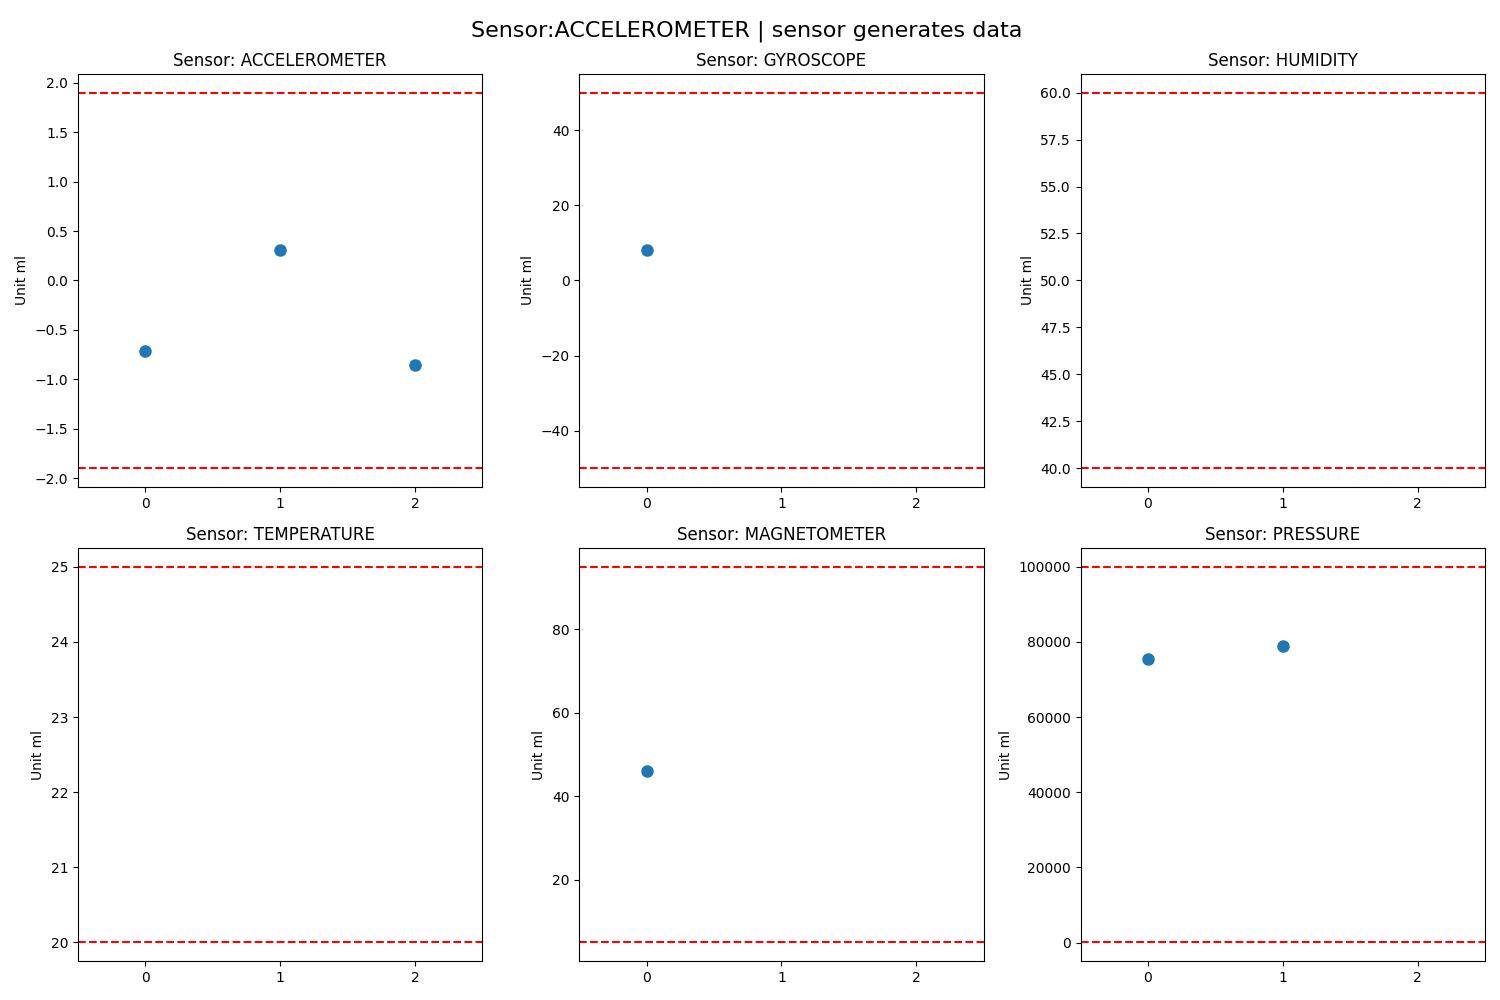 Sensor:ACCELEROMETER | sensor generates data
Sensor: ACCELEROMETER
2.0
1.5
1.0
0.5
0.0
−0.5
−1.0
−1.5
−2.0
Unit ml
0 1 2
Sensor: GYROSCOPE
40
20
0
−20
−40
Unit ml
0 1 2
Sensor: HUMIDITY
60.0
57.5
55.0
52.5
50.0
47.5
45.0
42.5
40.0
Unit ml
0 1 2
Sensor: TEMPERATURE
25
24
23
22
21
20
Unit ml
0 1 2
Sensor: MAGNETOMETER
80
60
40
20
Unit ml
0 1 2
Sensor: PRESSURE
100000
80000
60000
40000
20000
0
Unit ml
0 1 2